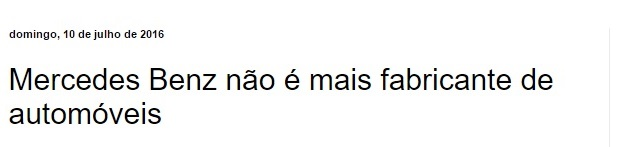 domingo, 10 de julho de 2016
Mercedes Benz não é mais fabricante de
automóveis